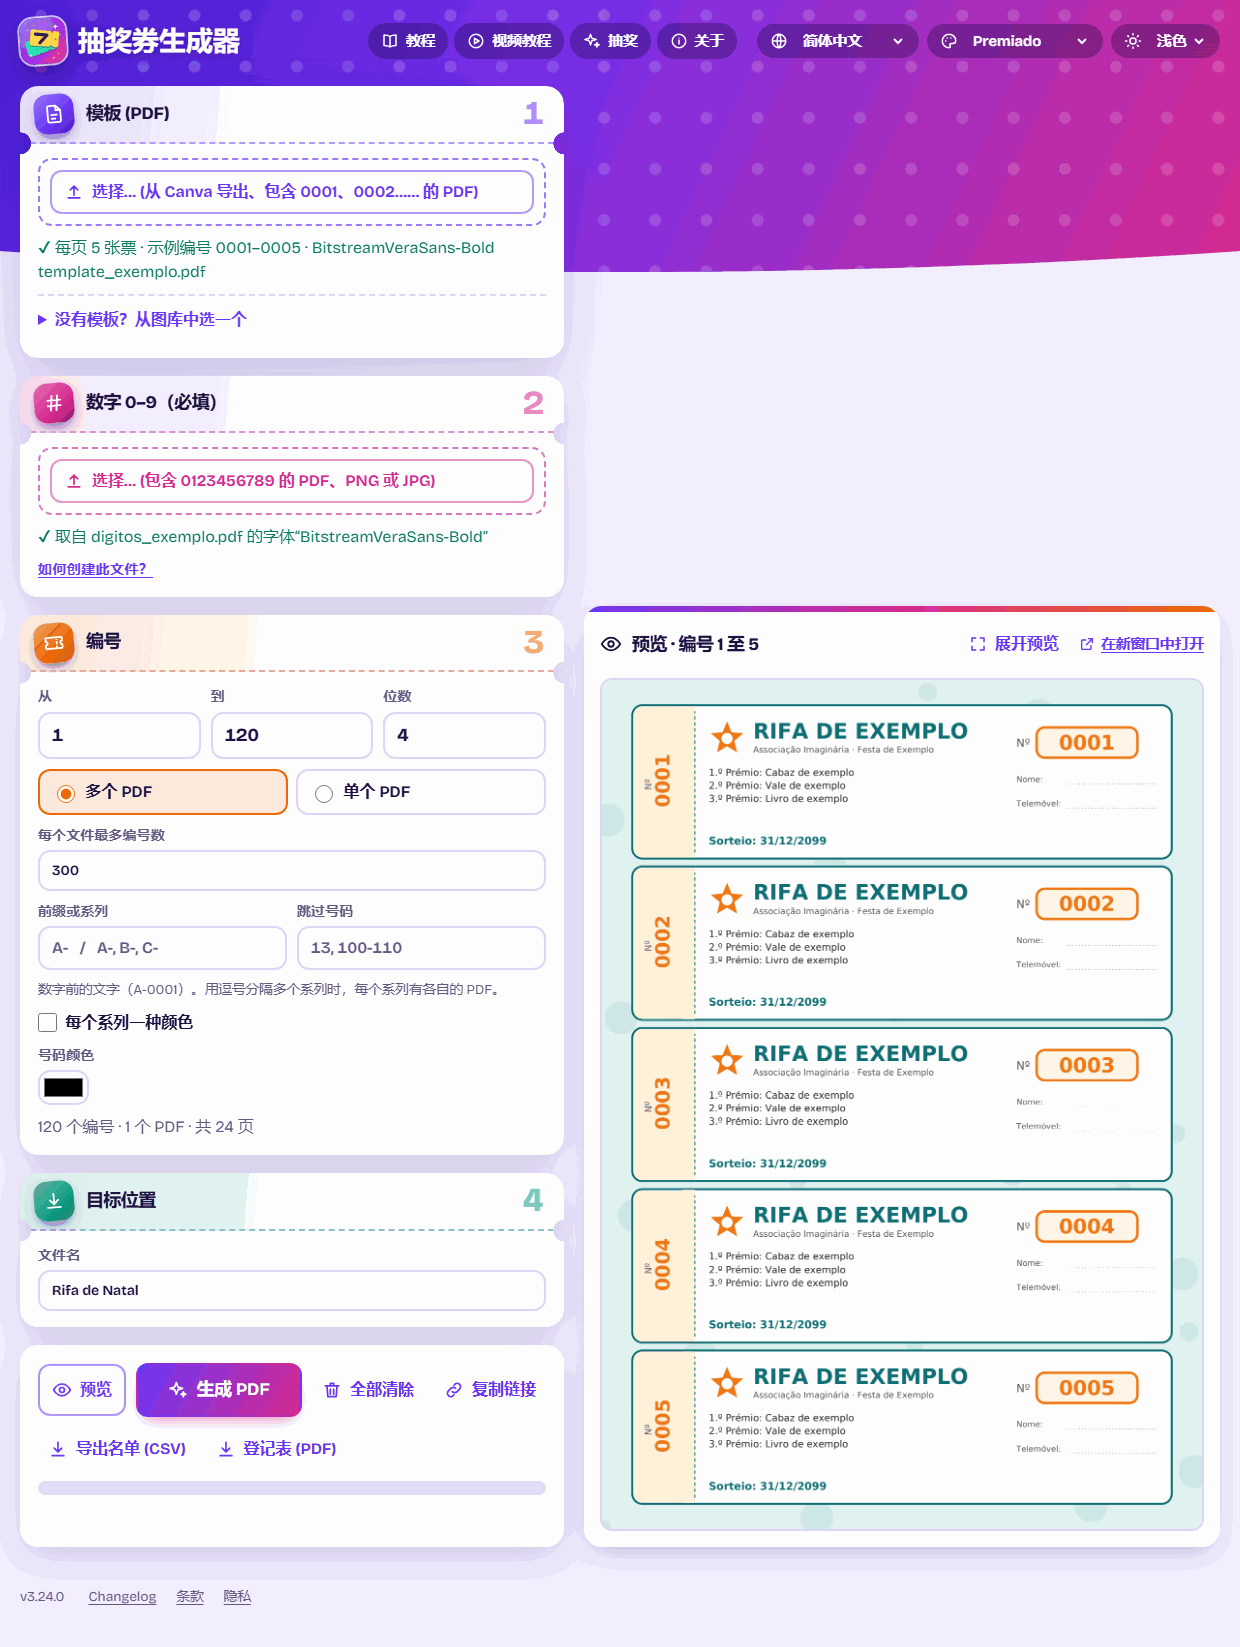 抽奖券生成器
教程
视频教程
抽奖
关于
简体中文
Premiado
浅色
模板 (PDF)
1
选择... (从 Canva 导出、包含 0001、0002...... 的 PDF)
✓ 每页 5 张票 · 示例编号 0001–0005 · BitstreamVeraSans-Bold
template_exemplo.pdf
没有模板？从图库中选一个
数字 0–9（必填）
2
选择... (包含 0123456789 的 PDF、PNG 或 JPG)
✓ 取自 digitos_exemplo.pdf 的字体“BitstreamVeraSans-Bold”
如何创建此文件？
编号
3
从
到
位数
1
120
4
多个 PDF
单个 PDF
每个文件最多编号数
300
前缀或系列
跳过号码
A- / A-, B-, C-
13, 100-110
数字前的文字（A-0001）。用逗号分隔多个系列时，每个系列有各自的 PDF。
每个系列一种颜色
号码颜色
120 个编号 · 1 个 PDF · 共 24 页
目标位置
4
文件名
Rifa de Natal
预览
生成 PDF
全部清除
复制链接
导出名单 (CSV)
登记表 (PDF)
预览 · 编号 1 至 5
展开预览
在新窗口中打开
Nº 0001
RIFA DE EXEMPLO
Associação Imaginária · Festa de Exemplo
1.º Prémio: Cabaz de exemplo
2.º Prémio: Vale de exemplo
3.º Prémio: Livro de exemplo
Sorteio: 31/12/2099
Nº 0001
Nome:
Telemóvel:
Nº 0002
RIFA DE EXEMPLO
Associação Imaginária · Festa de Exemplo
1.º Prémio: Cabaz de exemplo
2.º Prémio: Vale de exemplo
3.º Prémio: Livro de exemplo
Sorteio: 31/12/2099
Nº 0002
Nome:
Telemóvel:
Nº 0003
RIFA DE EXEMPLO
Associação Imaginária · Festa de Exemplo
1.º Prémio: Cabaz de exemplo
2.º Prémio: Vale de exemplo
3.º Prémio: Livro de exemplo
Sorteio: 31/12/2099
Nº 0003
Nome:
Telemóvel:
Nº 0004
RIFA DE EXEMPLO
Associação Imaginária · Festa de Exemplo
1.º Prémio: Cabaz de exemplo
2.º Prémio: Vale de exemplo
3.º Prémio: Livro de exemplo
Sorteio: 31/12/2099
Nº 0004
Nome:
Telemóvel:
Nº 0005
RIFA DE EXEMPLO
Associação Imaginária · Festa de Exemplo
1.º Prémio: Cabaz de exemplo
2.º Prémio: Vale de exemplo
3.º Prémio: Livro de exemplo
Sorteio: 31/12/2099
Nº 0005
Nome:
Telemóvel:
v3.24.0
Changelog
条款
隐私